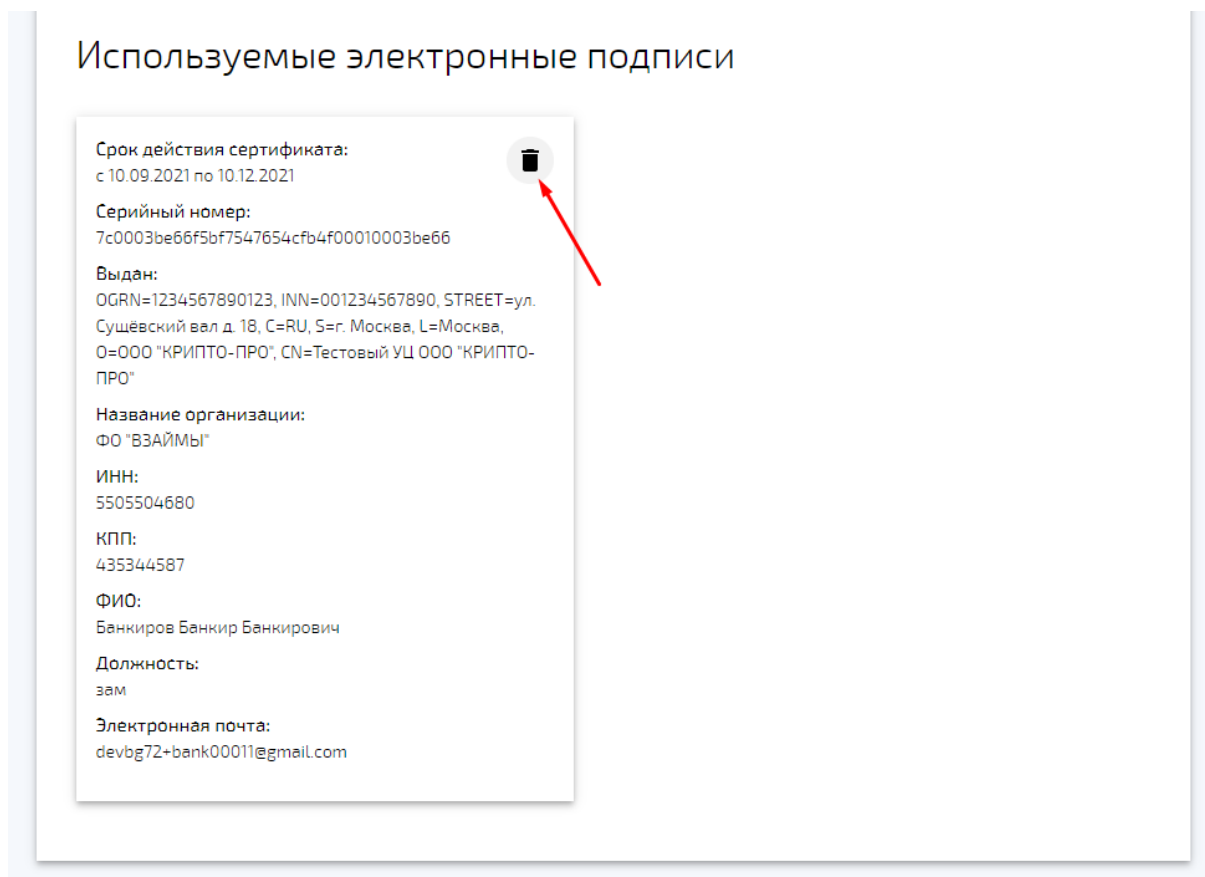 Используемые электронные подписи
Срок действия сертификата:
с 10.09.2021 по 10.12.2021
Серийный номер:
7c0003be66f5bf7547654cfb4f00010003be66
Выдан:
OGRN=1234567890123, INN=001234567890, STREET=ул.
Сущёвский вал д. 18, C=RU, S=г. Москва, L=Москва,
O=ООО "КРИПТО-ПРО", CN=Тестовый УЦ ООО "КРИПТО-
ПРО"
Название организации:
ФО "ВЗАЙМЫ"
ИНН:
5505504680
КПП:
435344587
ФИО:
Банкиров Банкир Банкирович
Должность:
зам
Электронная почта:
devbg72+bank00011@gmail.com